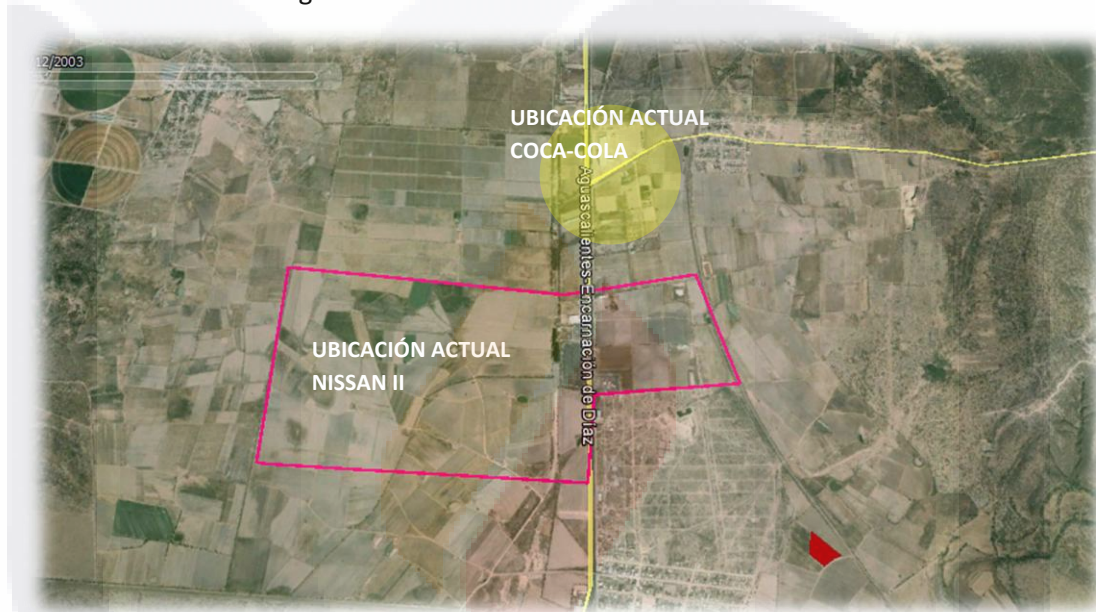 12/2003
UBICACIÓN ACTUAL
COCA-COLA
Aguascalientes-Encarnación de Díaz
UBICACIÓN ACTUAL
NISSAN II